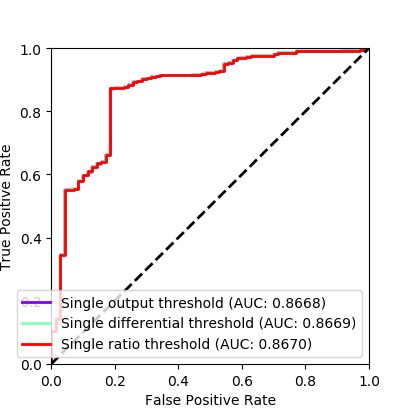 1.0
0.8
0.6
0.4
0.2
0.0
True Positive Rate
Single output threshold (AUC: 0.8668)
Single differential threshold (AUC: 0.8669)
Single ratio threshold (AUC: 0.8670)
0.0 0.2 0.4 0.6 0.8 1.0
False Positive Rate